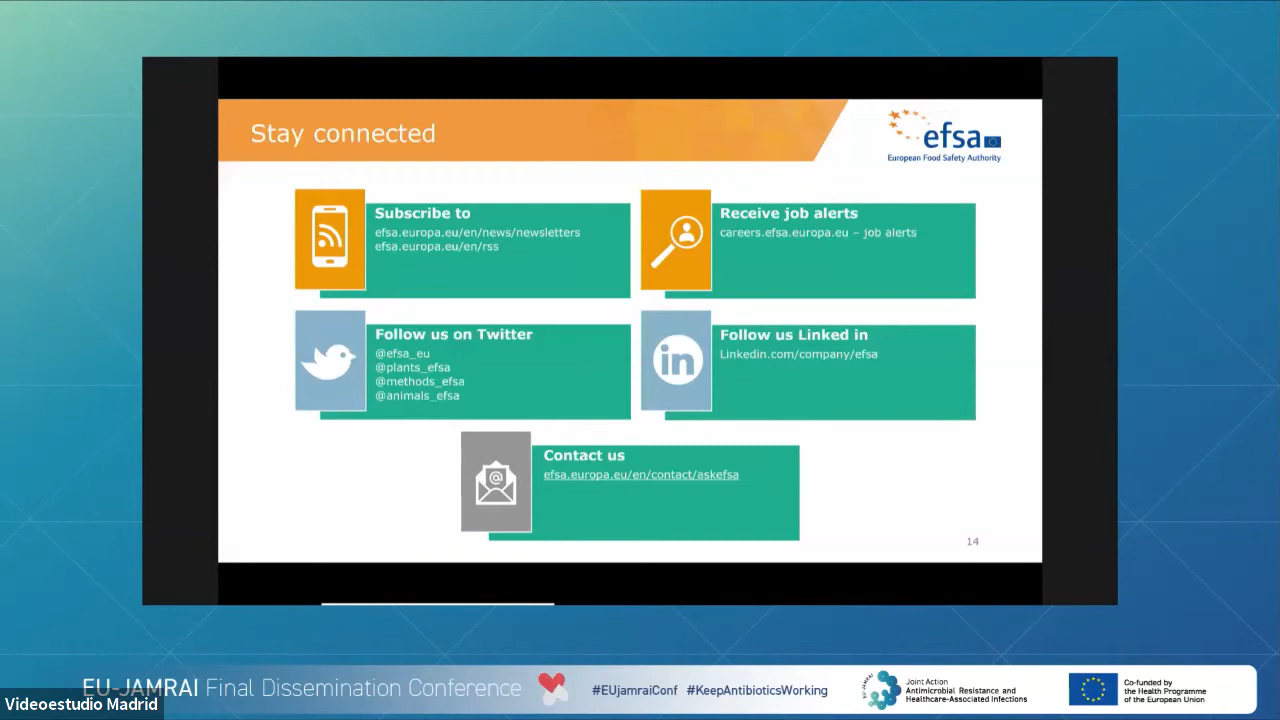 Stay connected
efsa
European Food Safety Authority
Subscribe to
efsa.europa.eu/en/news/newsletters
efsa.europa.eu/en/rss
Receive job alerts
careers.efsa.europa.eu – job alerts
Follow us on Twitter
@efsa_eu
@plants_efsa
@methods_efsa
@animals_efsa
Follow us Linked in
Linkedin.com/company/efsa
in
Contact us
efsa.europa.eu/en/contact/askefsa
@
14
EU-JAMRAI Final Dissemination Conference
#EUjamraiConf #KeepAntibioticsWorking
EU-JAMRAI
Joint Action
Antimicrobial Resistance and
Healthcare-Associated Infections
Co-funded by
the Health Programme
of the European Union
Videoestudio Madrid